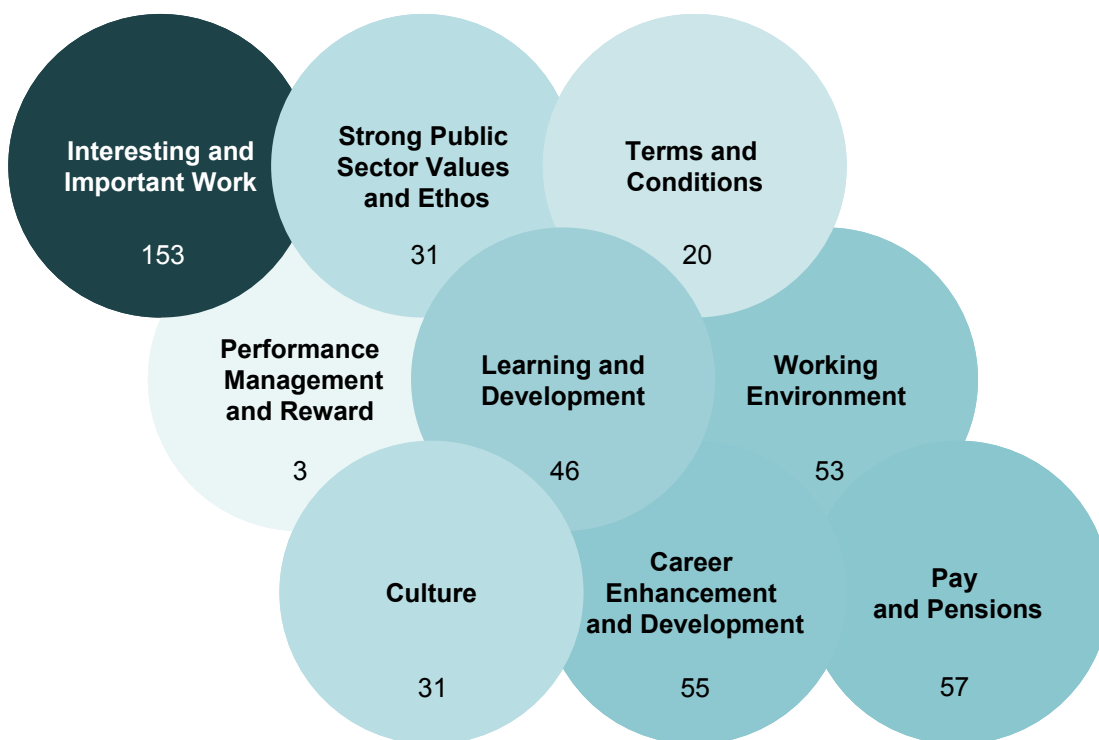 Interesting and
Important Work
153
Strong Public
Sector Values
and Ethos
31
Terms and
Conditions
20
Performance
Management
and Reward
3
Learning and
Development
46
Working
Environment
53
Culture
31
Career
Enhancement
and Development
55
Pay
and Pensions
57